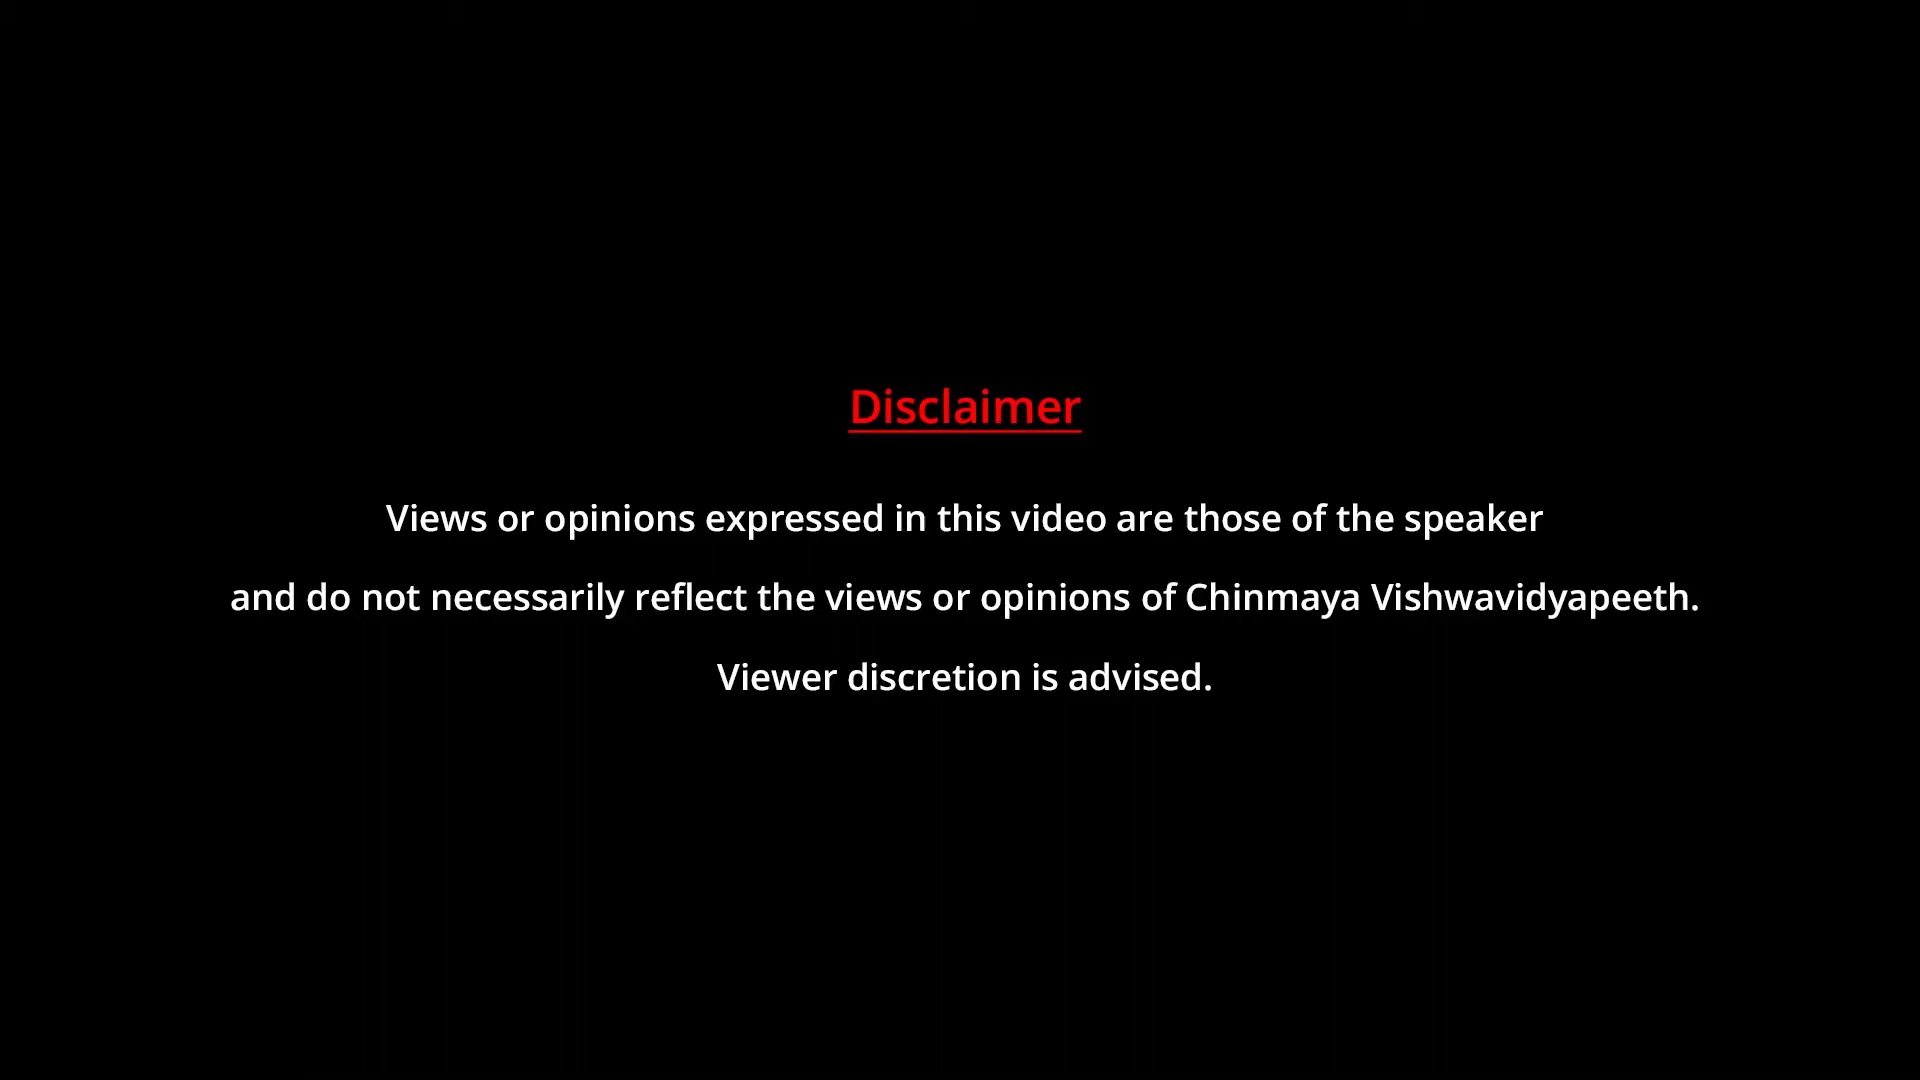 Disclaimer
Views or opinions expressed in this video are those of the speaker
and do not necessarily reflect the views or opinions of Chinmaya Vishwavidyapeeth.
Viewer discretion is advised.